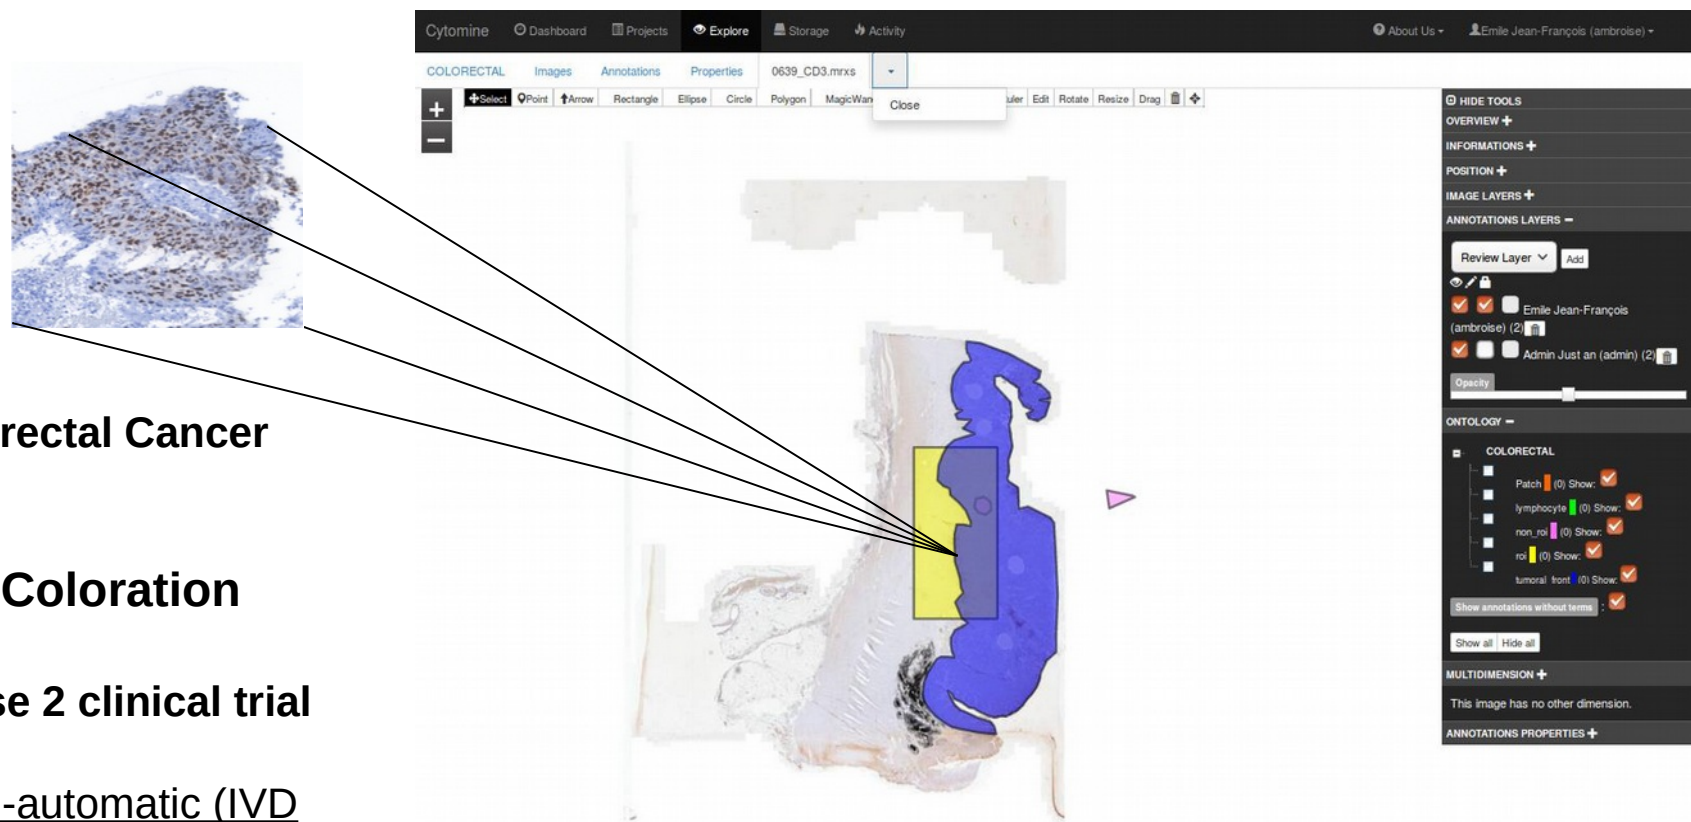 Cytomine Dashboard Projects Explore Storage Activity About Us Emile Jean-François (ambroise)
COLORECTAL Images Annotations Properties 0639_CD3.mrxs
Select Point Arrow Rectangle Ellipse Circle Polygon MagicWan uler Edit Rotate Resize Drag
Close
HIDE TOOLS
OVERVIEW
INFORMATIONS
POSITION
IMAGE LAYERS
ANNOTATIONS LAYERS
Review Layer Add
Emile Jean-François
(ambroise) (2)
Admin Just an (admin) (2)
Opacity
ONTOLOGY
COLORECTAL
Patch (0) Show:
lymphocyte (0) Show:
non_roi (0) Show:
roi (0) Show:
tumoral_front (0) Show:
Show annotations without terms :
Show all Hide all
MULTIDIMENSION
This image has no other dimension.
ANNOTATIONS PROPERTIES
rectal Cancer
Coloration
se 2 clinical trial
-automatic (IVD